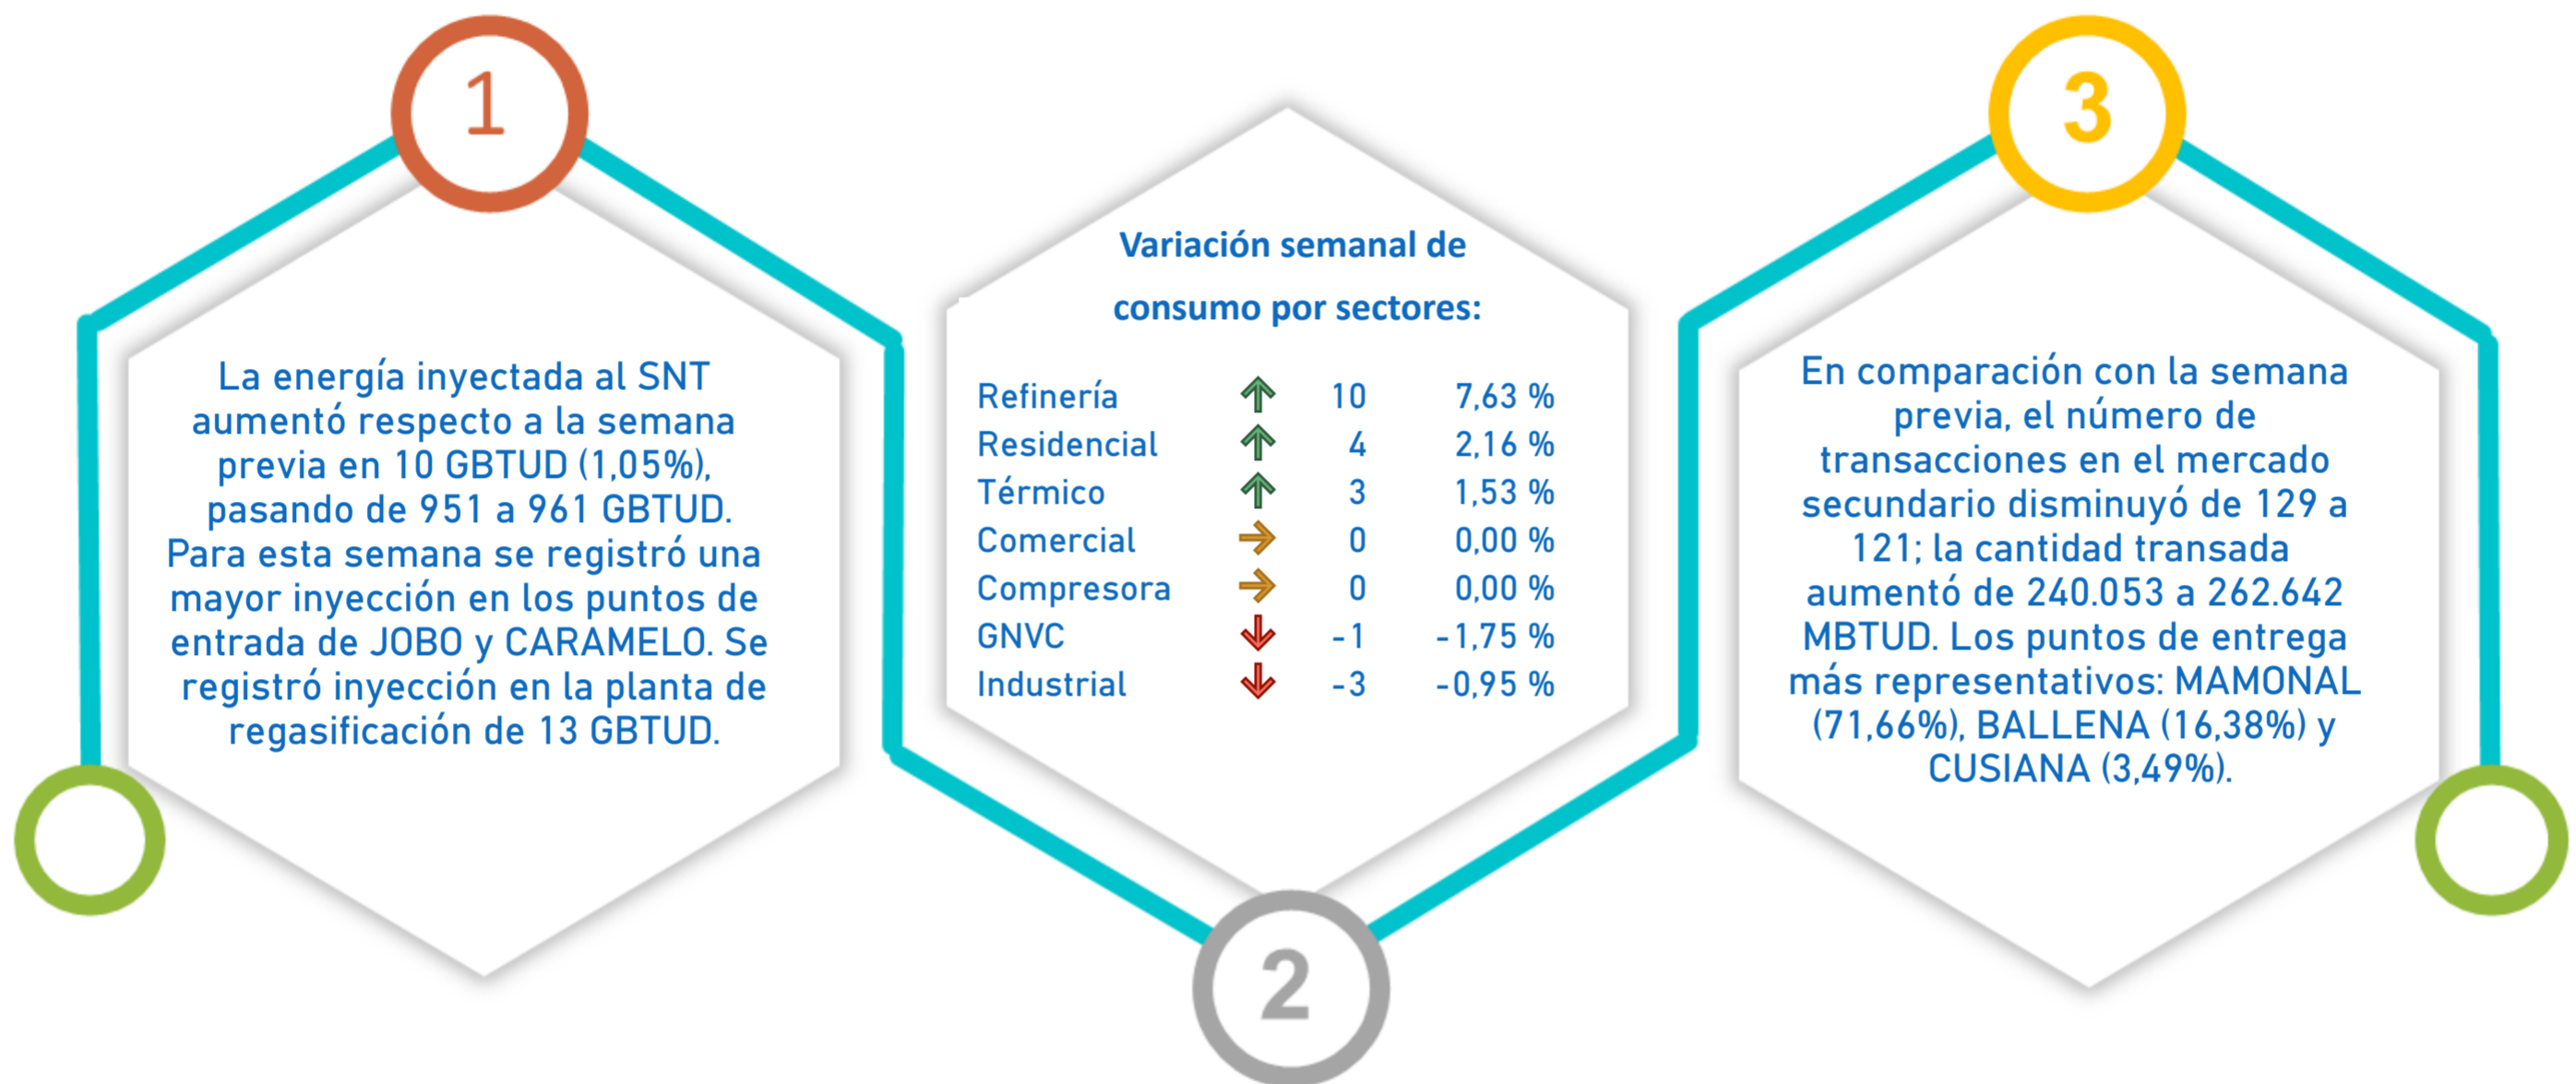 1
La energía inyectada al SNT
aumentó respecto a la semana
previa en 10 GBTUD (1,05%),
pasando de 951 a 961 GBTUD.
Para esta semana se registró una
mayor inyección en los puntos de
entrada de JOBO y CARAMELO. Se
registró inyección en la planta de
regasificación de 13 GBTUD.
Variación semanal de
consumo por sectores:
Refinería 10 7,63 %
Residencial 4 2,16 %
Térmico 3 1,53 %
Comercial 0 0,00 %
Compresora 0 0,00 %
GNVC -1 -1,75 %
Industrial -3 -0,95 %
2
3
En comparación con la semana
previa, el número de
transacciones en el mercado
secundario disminuyó de 129 a
121; la cantidad transada
aumentó de 240.053 a 262.642
MBTUD. Los puntos de entrega
más representativos: MAMONAL
(71,66%), BALLENA (16,38%) y
CUSIANA (3,49%).